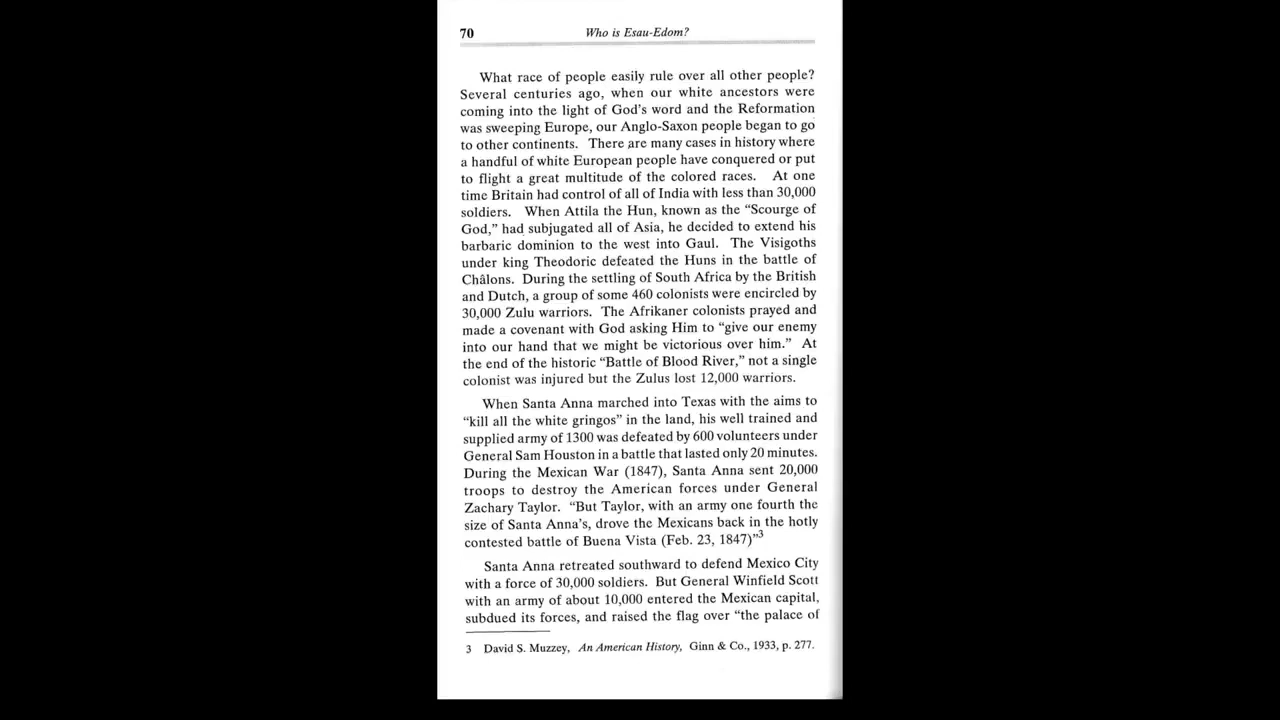 70 Who is Esau-Edom?
What race of people easily rule over all other people?
Several centuries ago, when our white ancestors were
coming into the light of God's word and the Reformation
was sweeping Europe, our Anglo-Saxon people began to go
to other continents. There are many cases in history where
a handful of white European people have conquered or put
to flight a great multitude of the colored races. At one
time Britain had control of all of India with less than 30,000
soldiers. When Attila the Hun, known as the “Scourge of
God,” had subjugated all of Asia, he decided to extend his
barbaric dominion to the west into Gaul. The Visigoths
under king Theodoric defeated the Huns in the battle of
Châlons. During the settling of South Africa by the British
and Dutch, a group of some 460 colonists were encircled by
30,000 Zulu warriors. The Afrikaner colonists prayed and
made a covenant with God asking Him to “give our enemy
into our hand that we might be victorious over him.” At
the end of the historic “Battle of Blood River,” not a single
colonist was injured but the Zulus lost 12,000 warriors.
When Santa Anna marched into Texas with the aims to
“kill all the white gringos” in the land, his well trained and
supplied army of 1300 was defeated by 600 volunteers under
General Sam Houston in a battle that lasted only 20 minutes.
During the Mexican War (1847), Santa Anna sent 20,000
troops to destroy the American forces under General
Zachary Taylor. “But Taylor, with an army one fourth the
size of Santa Anna's, drove the Mexicans back in the hotly
contested battle of Buena Vista (Feb. 23, 1847)”3
Santa Anna retreated southward to defend Mexico City
with a force of 30,000 soldiers. But General Winfield Scott
with an army of about 10,000 entered the Mexican capital,
subdued its forces, and raised the flag over “the palace of
3 David S. Muzzey, An American History, Ginn & Co., 1933, p. 277.